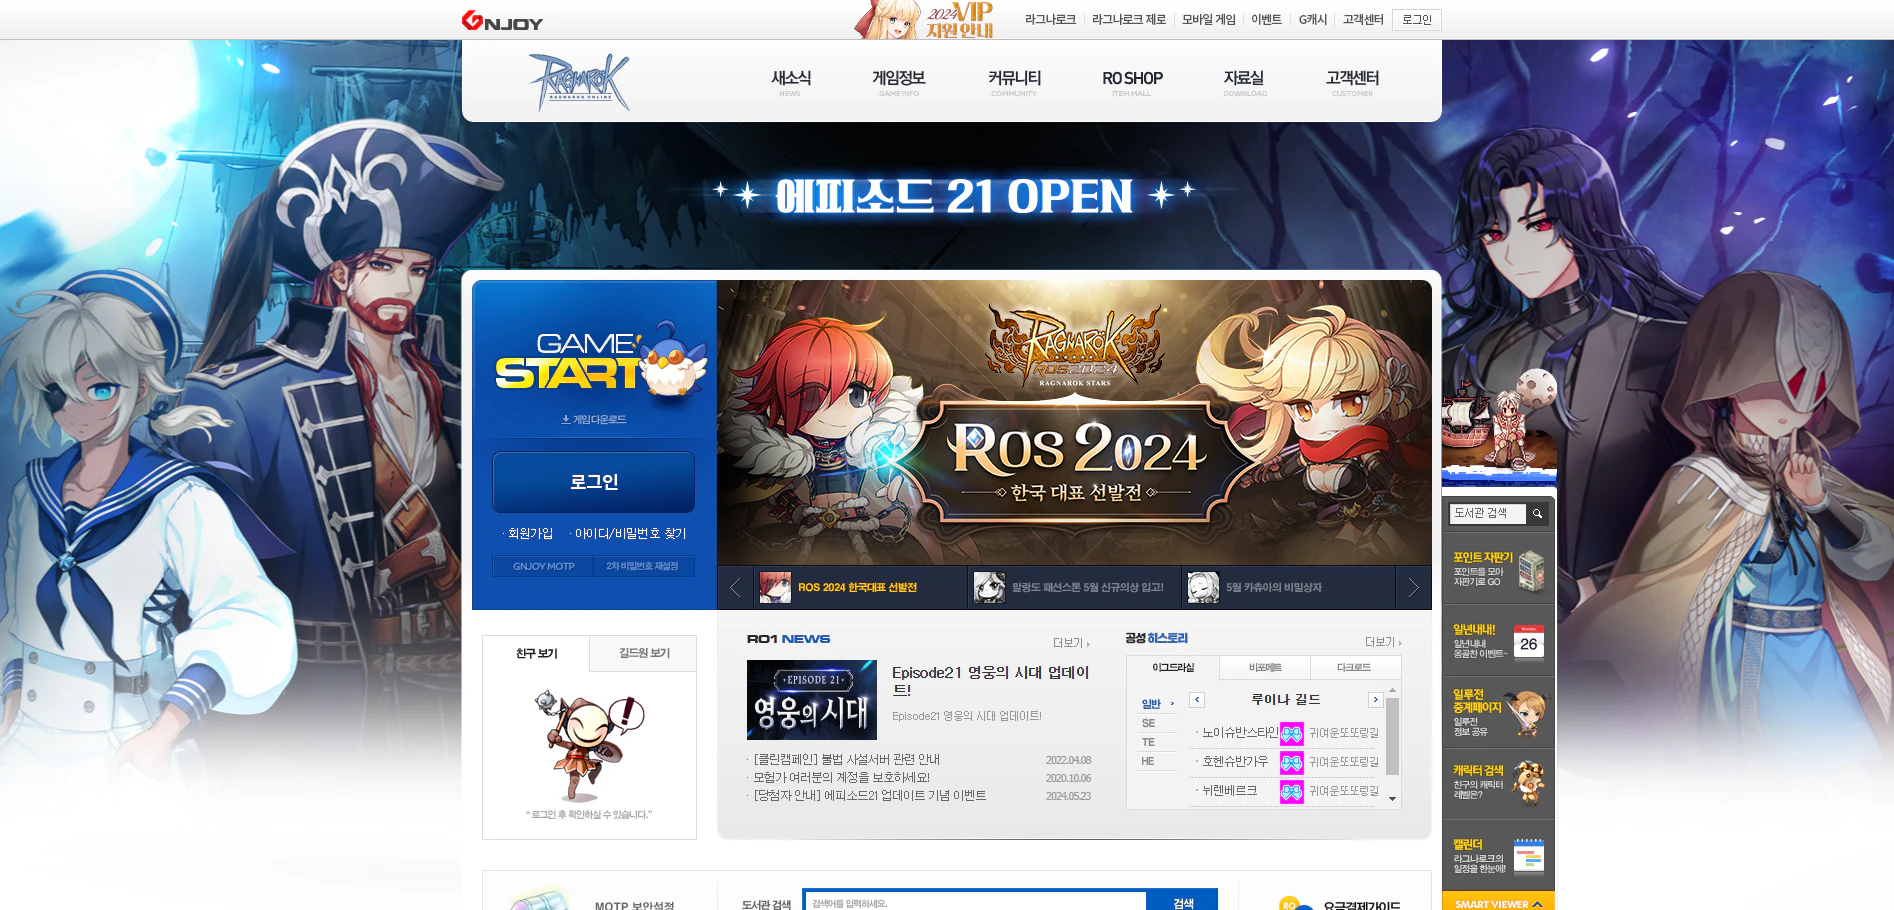 GNJOY
2024 VIP
지원 안내
라그나로크
라그나로크 제로
모바일 게임
이벤트
G캐시
고객센터
로그인
RAGNARÖK
RAGNAROK ONLINE
새소식
NEWS
게임정보
GAME INFO
커뮤니티
COMMUNITY
RO SHOP
ITEM MALL
자료실
DOWNLOAD
고객센터
CUSTOMER
에피소드 21 OPEN
GAME
START
게임다운로드
로그인
· 회원가입
· 아이디/비밀번호 찾기
GNJOY MOTP
2차 비밀번호 재설정
RAGNARÖK
ROS2024
RAGNAROK STARS
ROS 2024
한국 대표 선발전
ROS 2024 한국대표 선발전
말랑도 패션스톤 5월 신규의상 입고!
5월 카츄아의 비밀상자
친구 보기
길드원 보기
“ 로그인 후 확인하실 수 있습니다.”
RO1 NEWS
더보기
EPISODE 21
영웅의 시대
Episode21 영웅의 시대 업데이
트!
Episode21 영웅의 시대 업데이트!
· [클린캠페인] 불법 사설서버 관련 안내
2022.04.08
· 모험가 여러분의 계정을 보호하세요!
2020.10.06
· [당첨자 안내] 에피소드21 업데이트 기념 이벤트
2024.05.23
공성 히스토리
더보기
이그드라실
비포메트
다크로드
일반
SE
TE
HE
루이나 길드
· 노이슈반스타인
귀여운또또링길
· 호헨슈반가우
귀여운또또링길
· 뉘렌베르크
귀여운또또링길
도서관 검색
포인트 자판기
포인트를 모아
자판기로 GO
일년내내!
일년내내
옹골찬 이벤트~
26
일루전
중계페이지
일루전
정보 공유
캐릭터 검색
친구의 캐릭터
레벨은?
캘린더
라그나로크의
일정을 한눈에!
SMART VIEWER
MOTP 보안설정
도서관 검색
검색어를 입력하세요.
검색
RO
요금결제가이드